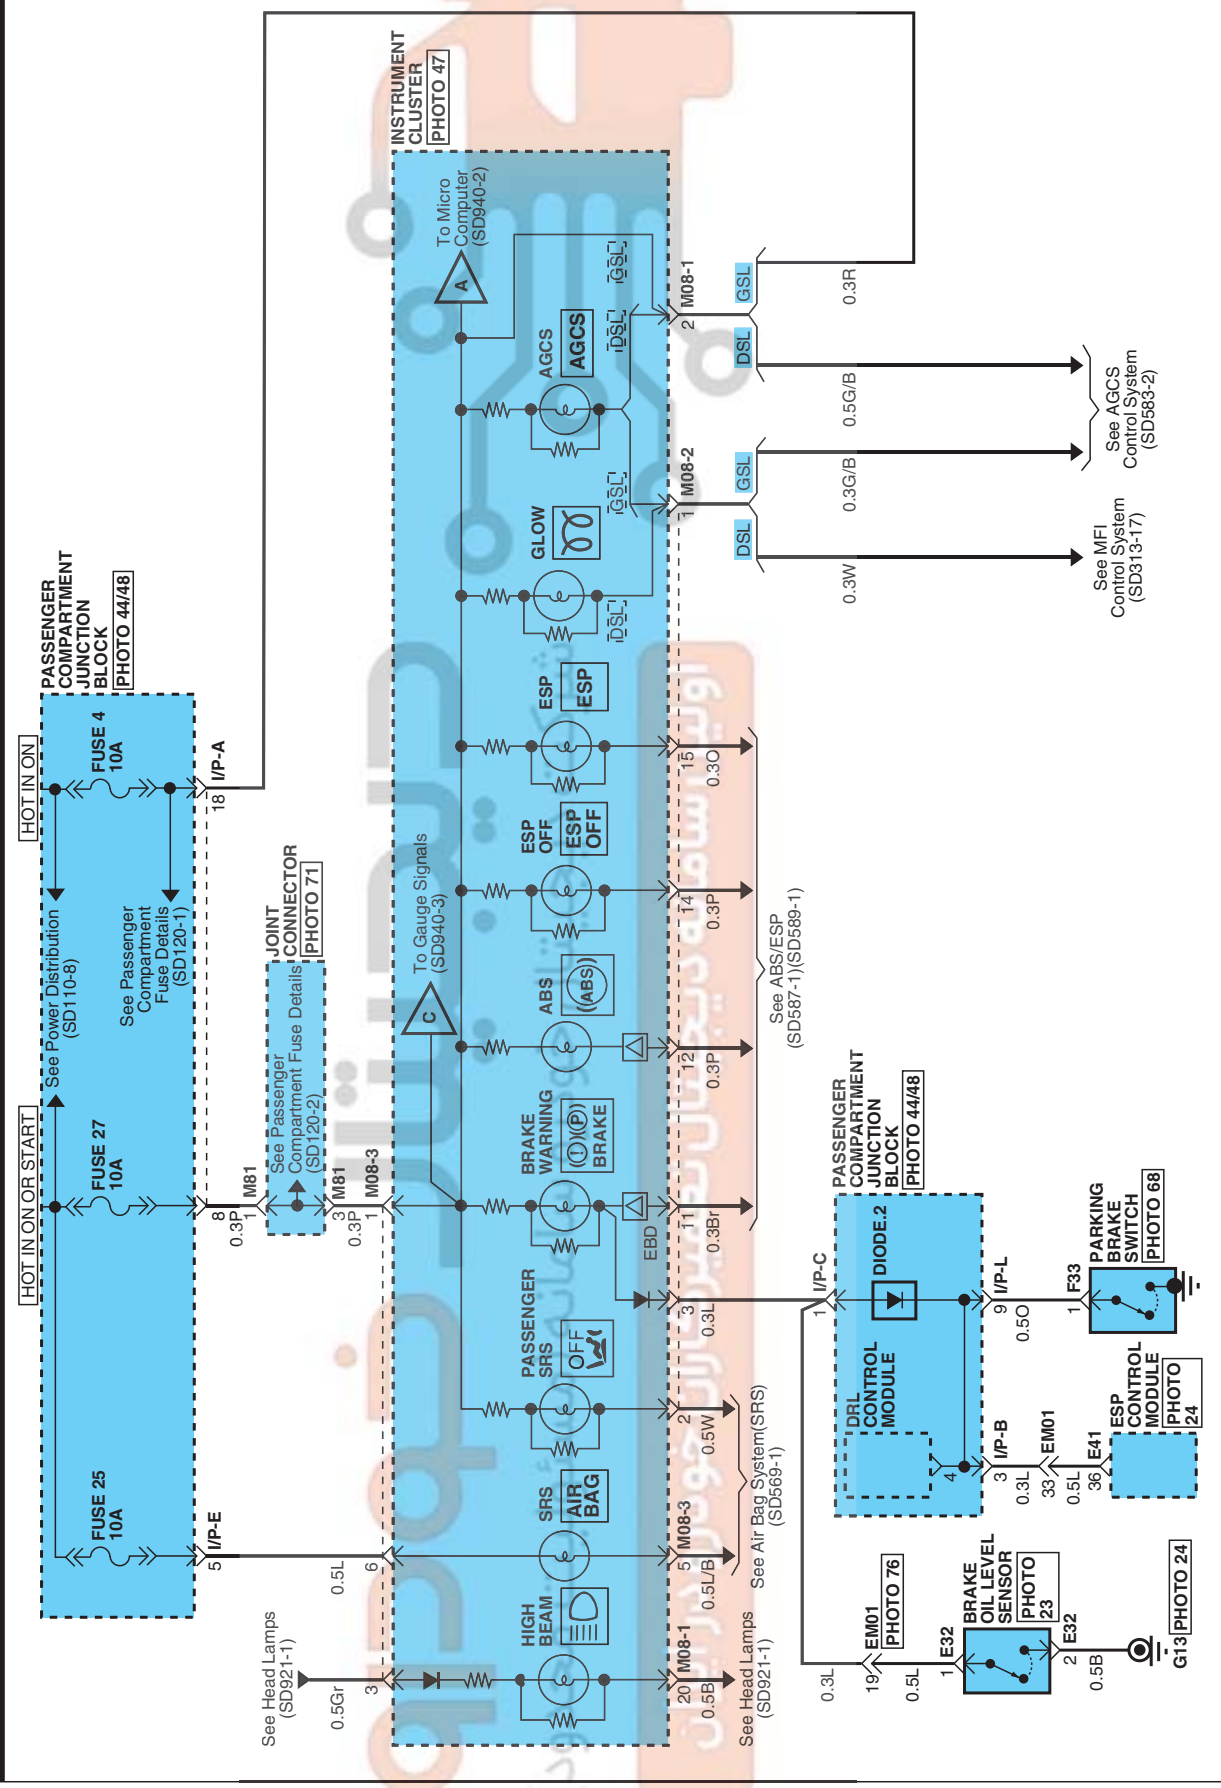 HOT IN ON OR START
HOT IN ON
PASSENGER
COMPARTMENT
JUNCTION
BLOCK
PHOTO 44/48
FUSE 25
10A
FUSE 27
10A
FUSE 4
10A
See Power Distribution
(SD110-8)
See Passenger
Compartment
Fuse Details
(SD120-1)
5
I/P-E
8
0.3P
18
I/P-A
1
M81
JOINT
CONNECTOR
PHOTO 71
See Passenger
Compartment Fuse Details
(SD120-2)
3
M81
0.3P
1
M08-3
See Head Lamps
(SD921-1)
0.5Gr
3
0.5L
6
INSTRUMENT
CLUSTER
PHOTO 47
To Gauge Signals
(SD940-3)
C
To Micro
Computer
(SD940-2)
A
HIGH
BEAM
SRS
AIR
BAG
PASSENGER
SRS
OFF
BRAKE
WARNING
(!)(P)
BRAKE
ABS
(ABS)
ESP
OFF
ESP
OFF
ESP
ESP
GLOW
AGCS
AGCS
EBD
DSL
GSL
DSL
GSL
20
M08-1
0.5B
5
M08-3
0.5L/B
2
0.5W
3
0.3L
11
0.3Br
12
0.3P
14
0.3P
15
0.3O
1
M08-2
2
M08-1
DSL
GSL
DSL
GSL
0.3W
0.3G/B
0.5G/B
0.3R
See Head Lamps
(SD921-1)
See Air Bag System(SRS)
(SD569-1)
See ABS/ESP
(SD587-1)(SD589-1)
See MFI
Control System
(SD313-17)
See AGCS
Control System
(SD583-2)
1
I/P-C
PASSENGER
COMPARTMENT
JUNCTION
BLOCK
PHOTO 44/48
DRL
CONTROL
MODULE
DIODE.2
4
3
I/P-B
9
I/P-L
0.3L
0.5O
33
EM01
0.5L
36
E41
ESP
CONTROL
MODULE
PHOTO
24
1
F33
PARKING
BRAKE
SWITCH
PHOTO 68
0.3L
19
EM01
PHOTO 76
0.5L
1
E32
BRAKE
OIL LEVEL
SENSOR
PHOTO
23
2
E32
0.5B
G13
PHOTO 24